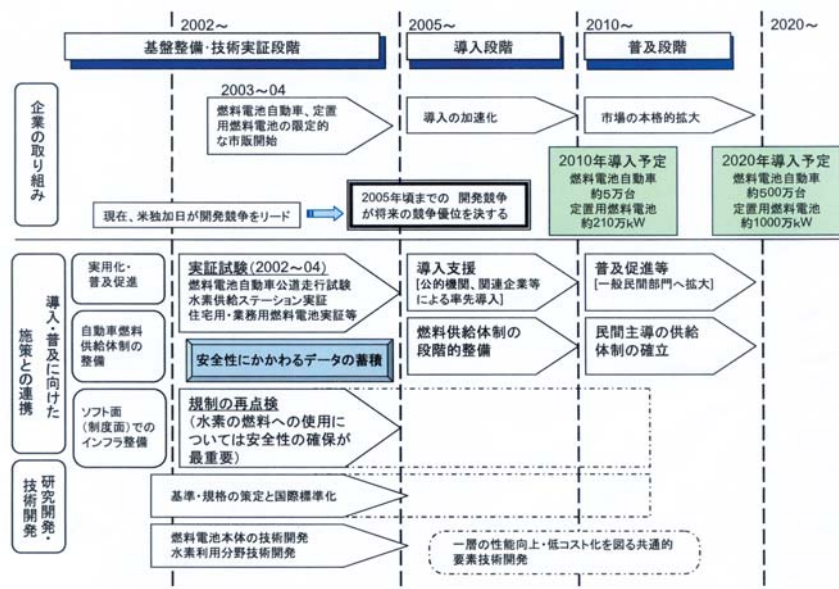 2002～
2005～
2010～
2020～
基盤整備・技術実証段階
導入段階
普及段階
企業の取り組み
2003～04
燃料電池自動車、定置
用燃料電池の限定的
な市販開始
導入の加速化
市場の本格的拡大
現在、米独加日が開発競争をリード
2005年頃までの 開発競争
が将来の競争優位を決する
2010年導入予定
燃料電池自動車
約5万台
定置用燃料電池
約210万kW
2020年導入予定
燃料電池自動車
約500万台
定置用燃料電池
約1000万kW
導入・普及に向けた
施策との連携
実用化・
普及促進
実証試験(2002～04)
燃料電池自動車公道走行試験
水素供給ステーション実証
住宅用・業務用燃料電池実証等
導入支援
[公的機関、関連企業等
による率先導入]
普及促進等
[一般民間部門へ拡大]
自動車燃料
供給体制の
整備
安全性にかかわるデータの蓄積
燃料供給体制の
段階的整備
民間主導の供給
体制の確立
ソフト面
(制度面)での
インフラ整備
規制の再点検
(水素の燃料への使用に
ついては安全性の確保が
最重要)
研究開発・
技術開発
基準・規格の策定と国際標準化
燃料電池本体の技術開発
水素利用分野技術開発
一層の性能向上・低コスト化を図る共通的
要素技術開発